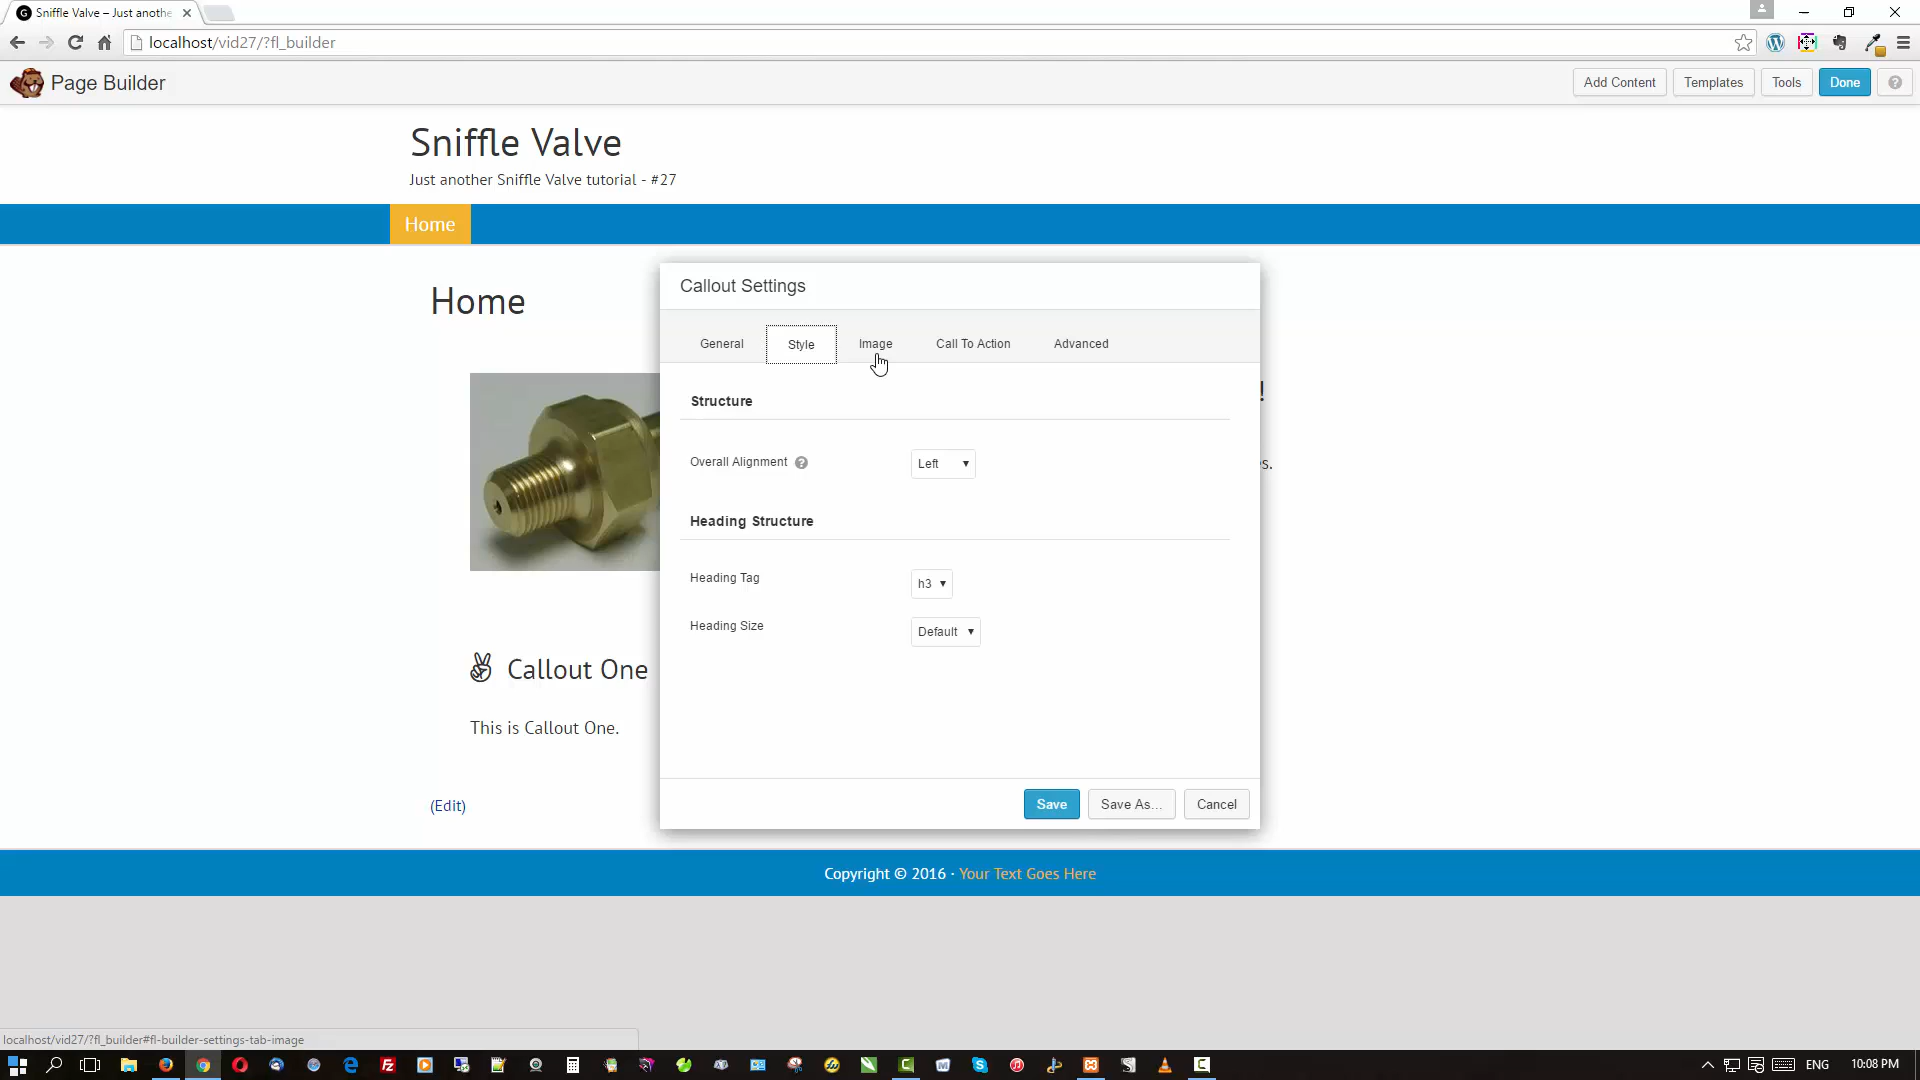 Sniffle Valve – Just anothe
localhost/vid27/?fl_builder
Page Builder
Add Content
Templates
Tools
Done
?
Sniffle Valve
Just another Sniffle Valve tutorial - #27
Home
Home
Callout Settings
General
Style
Image
Call To Action
Advanced
!
Structure
Overall Alignment ?
Left
s.
Heading Structure
Heading Tag
h3
Heading Size
Default
Callout One
This is Callout One.
Save
Save As...
Cancel
(Edit)
Copyright © 2016 · Your Text Goes Here
localhost/vid27/?fl_builder#fl-builder-settings-tab-image
ENG
10:08 PM